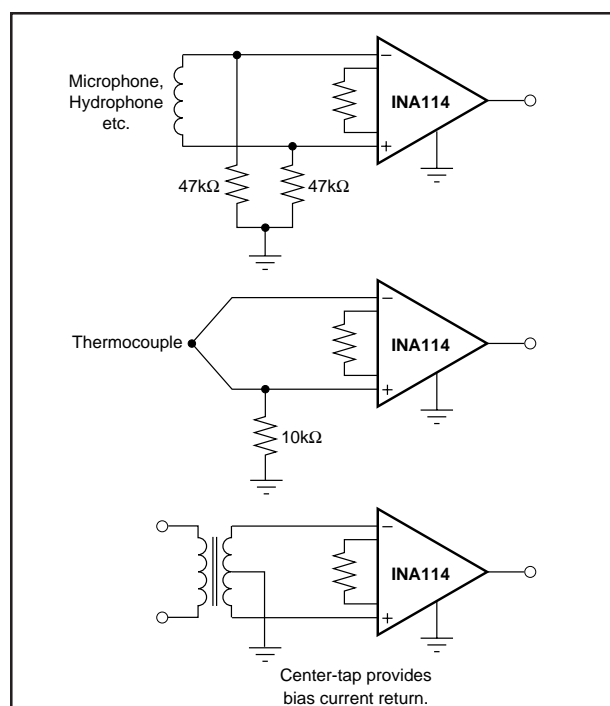 Microphone,
Hydrophone
etc.
−
INA114
+
47kΩ
47kΩ
Thermocouple
−
INA114
+
10kΩ
−
INA114
+
Center-tap provides
bias current return.